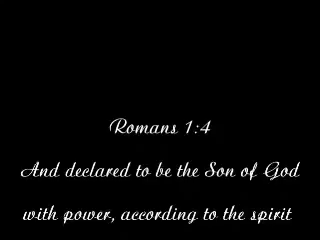 Romans 1:4
And declared to be the Son of God
with power, according to the spirit